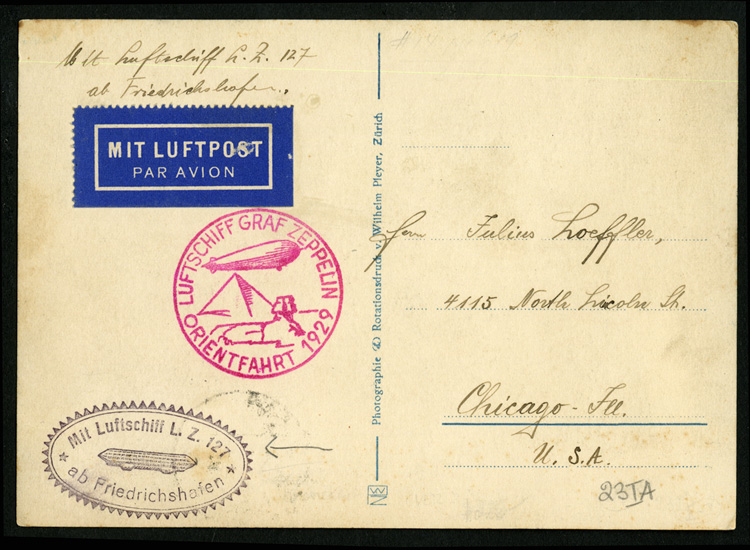 Mit Luftschiff L. Z. 127
ab Friedrichshafen.
MIT LUFTPOST
PAR AVION
LUFTSCHIFF GRAF ZEPPELIN
ORIENTFAHRT 1929
Mit Luftschiff L. Z. 127
ab Friedrichshafen
Photographie & Rotationsdruck v. Wilhelm Pleyer, Zürich
Herrn Julius Loeffler,
4115 North Lincoln St.
Chicago - Ill.
U. S. A.
23TA